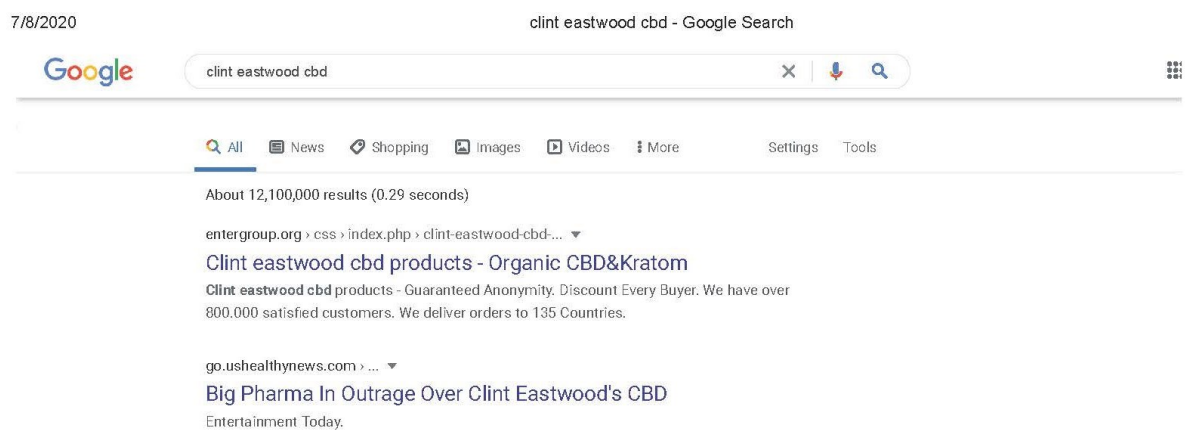 7/8/2020 clint eastwood cbd - Google Search
Google clint eastwood cbd
All News Shopping Images Videos More Settings Tools
About 12,100,000 results (0.29 seconds)
entergroup.org › css › index.php › clint-eastwood-cbd-...
Clint eastwood cbd products - Organic CBD&Kratom
Clint eastwood cbd products - Guaranteed Anonymity. Discount Every Buyer. We have over
800.000 satisfied customers. We deliver orders to 135 Countries.
go.ushealthynews.com › ...
Big Pharma In Outrage Over Clint Eastwood's CBD
Entertainment Today.